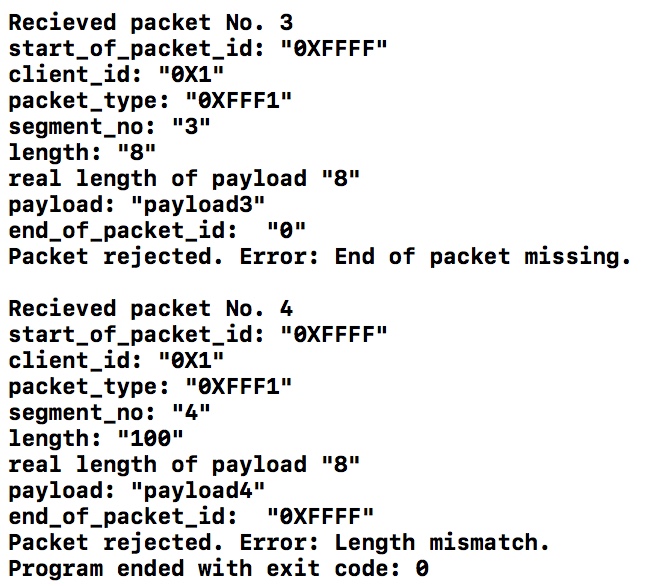 Recieved packet No. 3
start_of_packet_id: "0XFFFF"
client_id: "0X1"
packet_type: "0XFFF1"
segment_no: "3"
length: "8"
real length of payload "8"
payload: "payload3"
end_of_packet_id:  "0"
Packet rejected. Error: End of packet missing.

Recieved packet No. 4
start_of_packet_id: "0XFFFF"
client_id: "0X1"
packet_type: "0XFFF1"
segment_no: "4"
length: "100"
real length of payload "8"
payload: "payload4"
end_of_packet_id:  "0XFFFF"
Packet rejected. Error: Length mismatch.
Program ended with exit code: 0